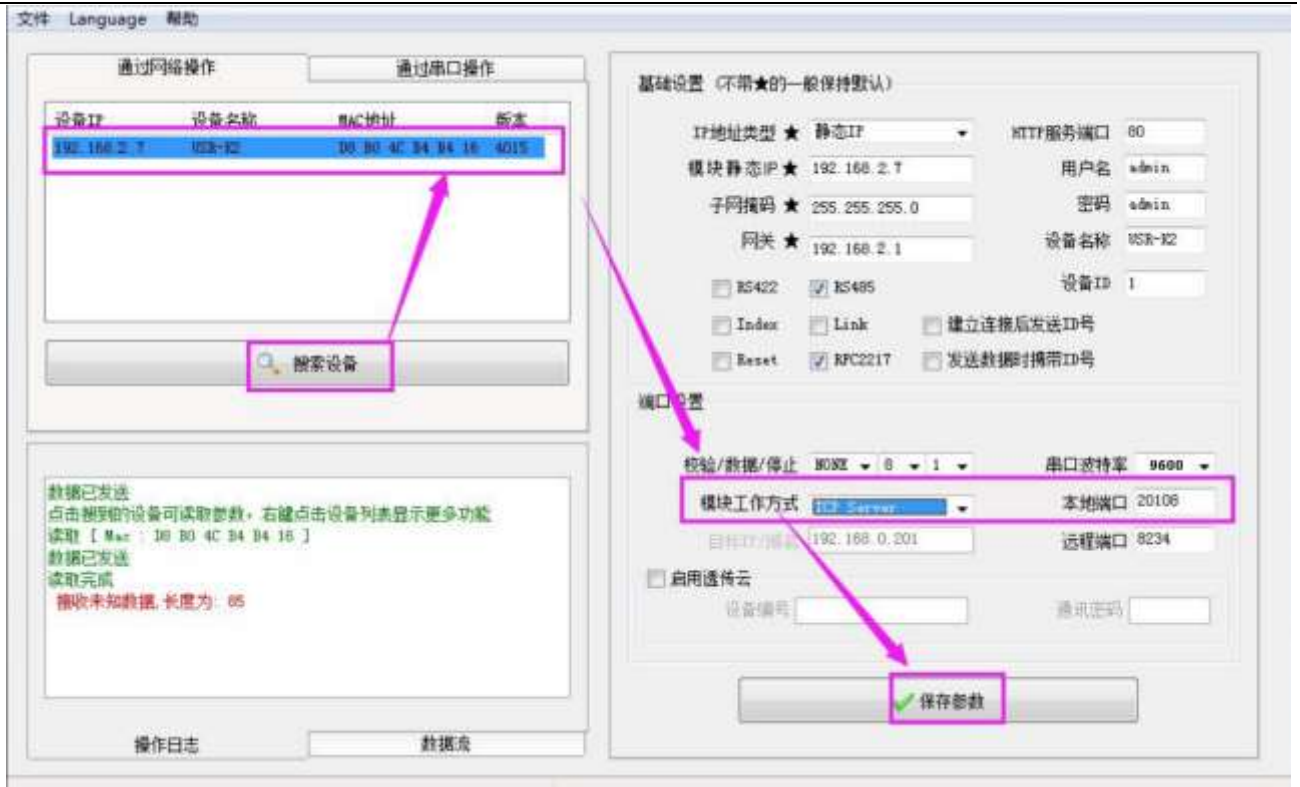 文件 Language 帮助
通过网络操作 通过串口操作
设备IP 设备名称 MAC地址 版本
192.168.2.7 USR-K2 D8 B0 4C B4 B4 16 4015
搜索设备
数据已发送
点击搜到的设备可读取参数，右键点击设备列表显示更多功能
读取 [ Mac : D8 B0 4C B4 B4 16 ]
数据已发送
读取完成
接收未知数据,长度为: 85
操作日志 数据流
基础设置 (不带★的一般保持默认)
IP地址类型 ★ 静态IP HTTP服务端口 80
模块静态IP ★ 192.168.2.7 用户名 admin
子网掩码 ★ 255.255.255.0 密码 admin
网关 ★ 192.168.2.1 设备名称 USR-K2
RS422 RS485 设备ID 1
Index Link 建立连接后发送ID号
Reset RFC2217 发送数据时携带ID号
端口设置
校验/数据/停止 NONE 8 1 串口波特率 9600
模块工作方式 TCP Server 本地端口 20108
192.168.0.201 远程端口 8234
启用透传云
设备编号 通讯密码
保存参数